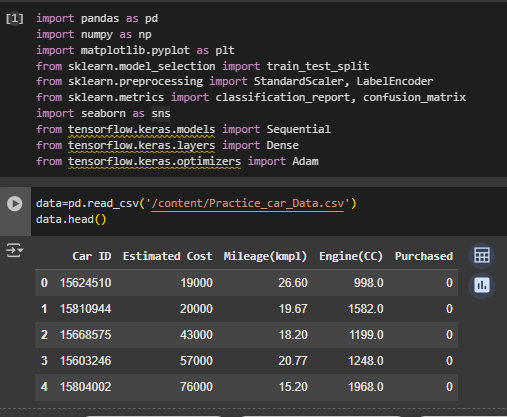 [1] import pandas as pd
import numpy as np
import matplotlib.pyplot as plt
from sklearn.model_selection import train_test_split
from sklearn.preprocessing import StandardScaler, LabelEncoder
from sklearn.metrics import classification_report, confusion_matrix
import seaborn as sns
from tensorflow.keras.models import Sequential
from tensorflow.keras.layers import Dense
from tensorflow.keras.optimizers import Adam
data=pd.read_csv('/content/Practice_car_Data.csv')
data.head()
Car ID Estimated Cost Mileage(kmpl) Engine(CC) Purchased
0 15624510 19000 26.60 998.0 0
1 15810944 20000 19.67 1582.0 0
2 15668575 43000 18.20 1199.0 0
3 15603246 57000 20.77 1248.0 0
4 15804002 76000 15.20 1968.0 0